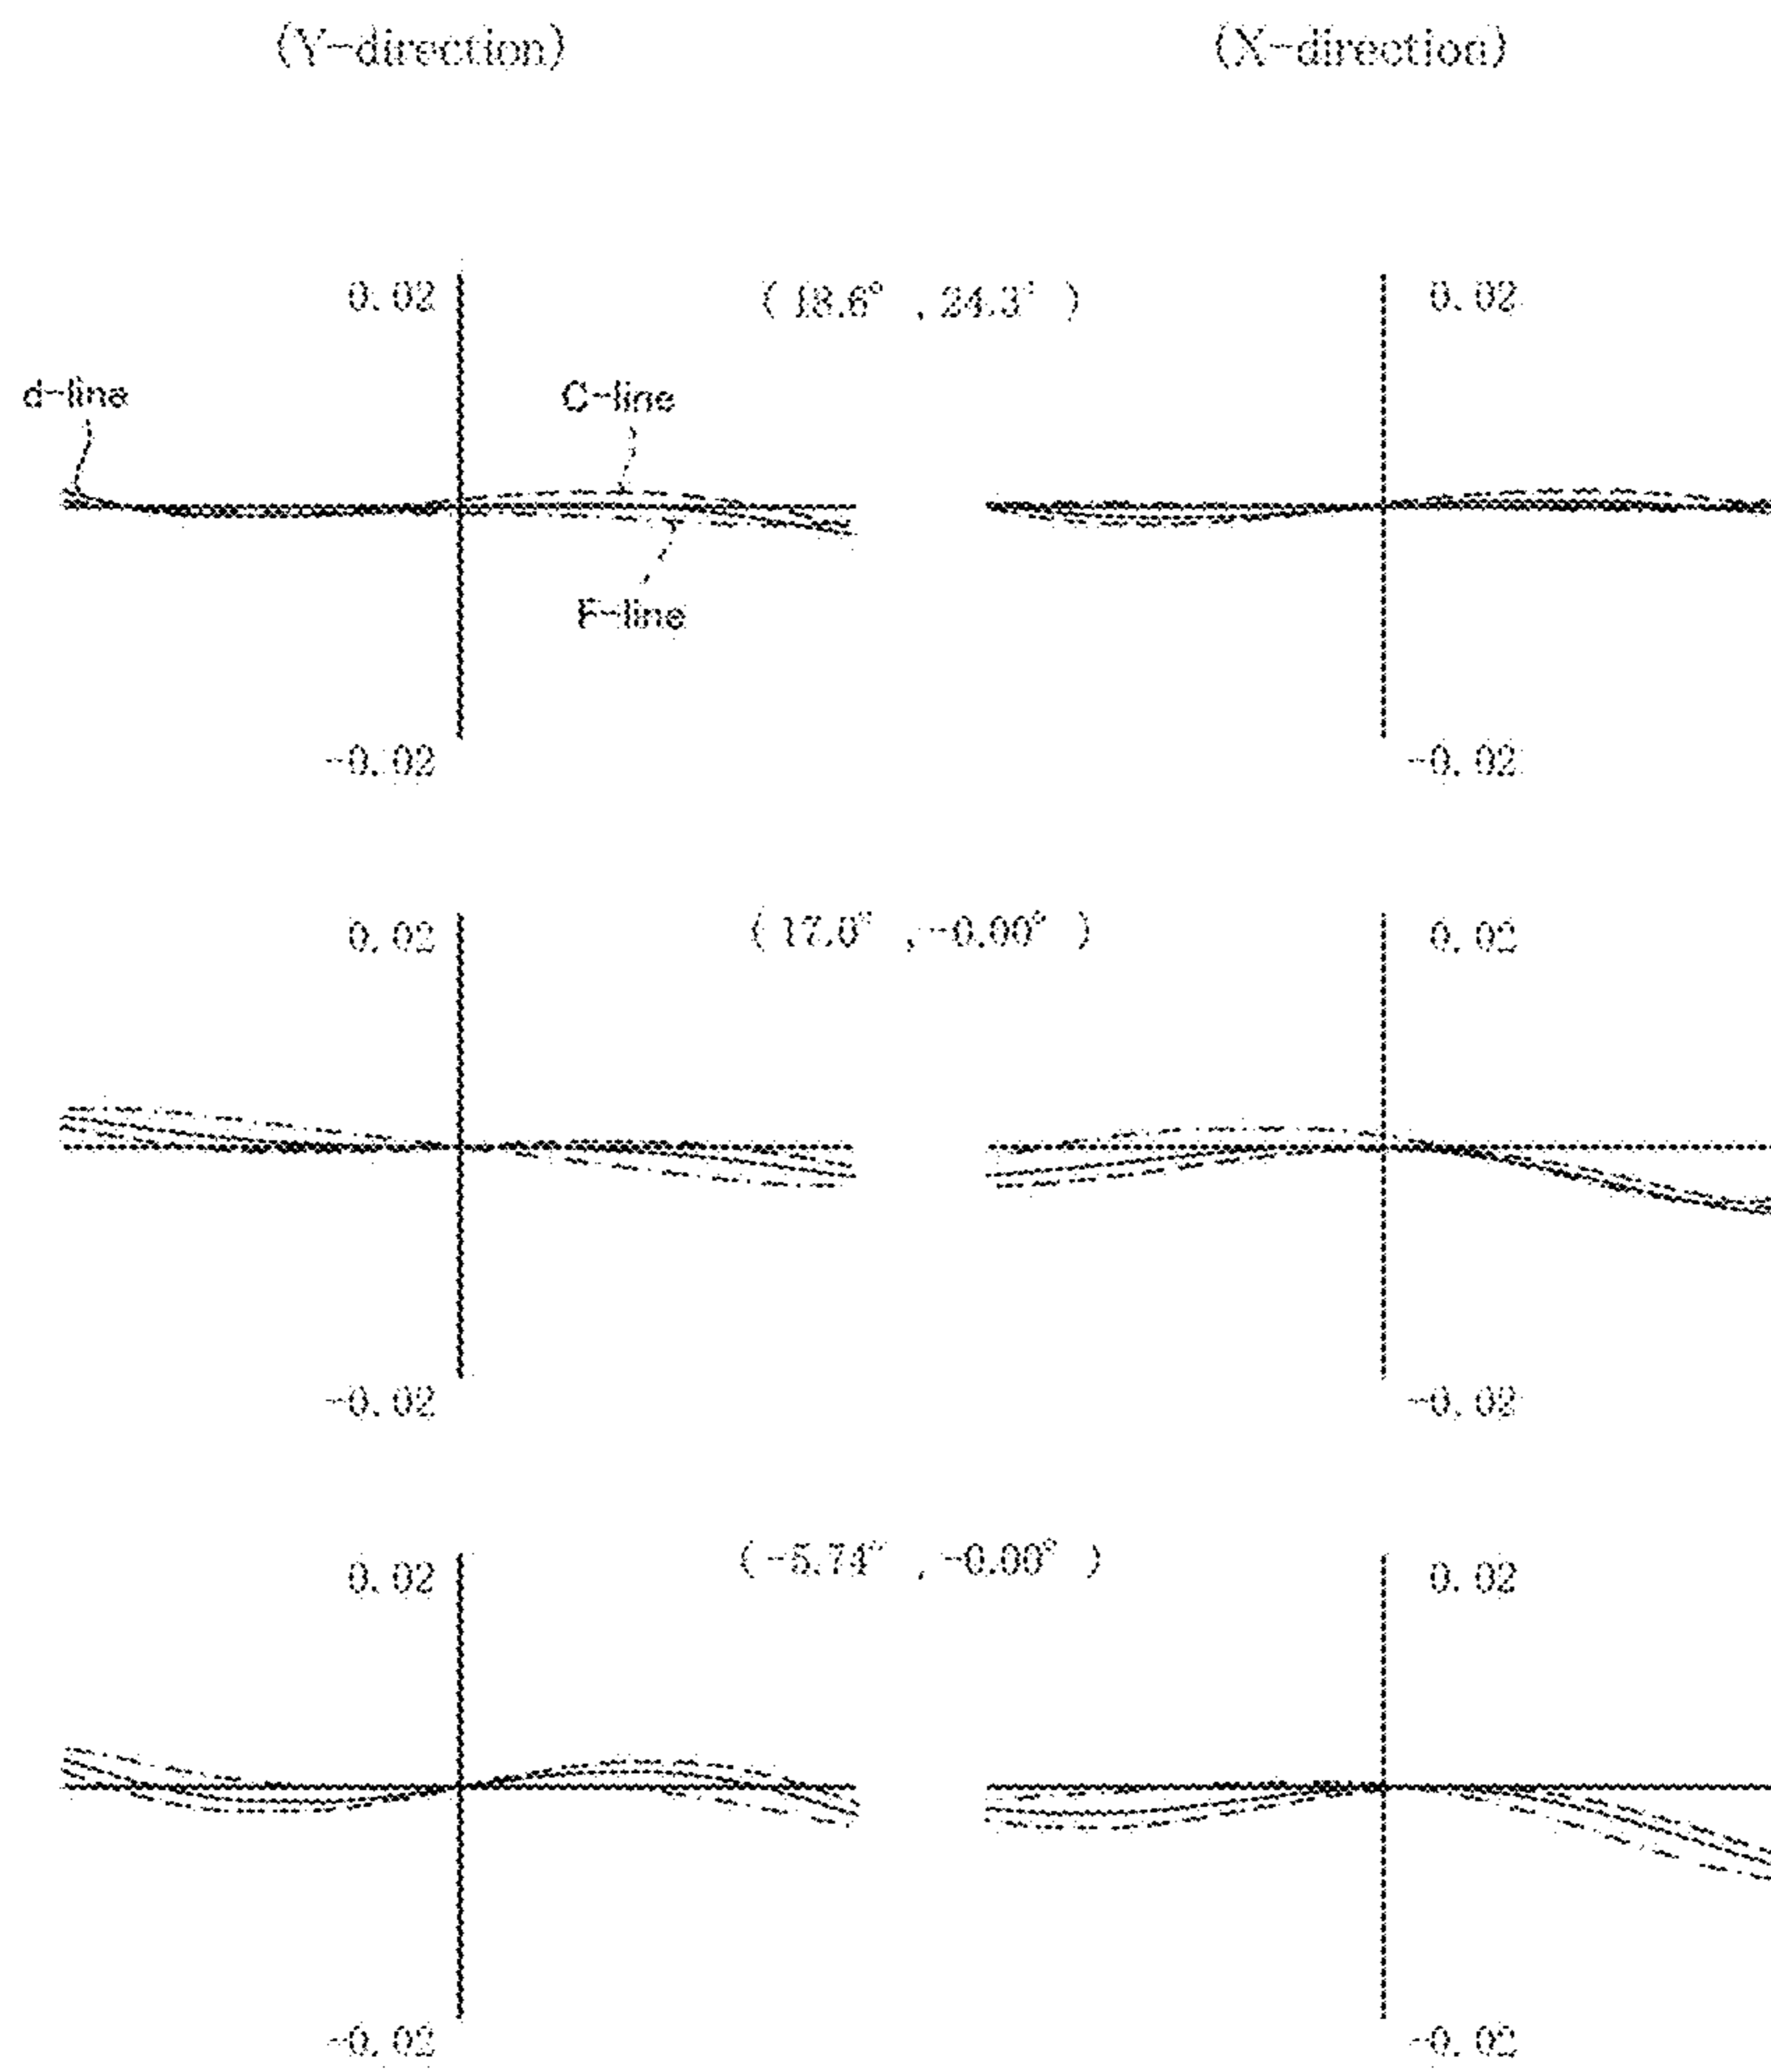 (Y-direction) (X-direction)
0.02 (18.6° , 24.3° ) 0.02
d-line C-line
F-line
-0.02 -0.02
0.02 (17.0° , -0.00° ) 0.02
-0.02 -0.02
0.02 (-5.74° , -0.00° ) 0.02
-0.02 -0.02